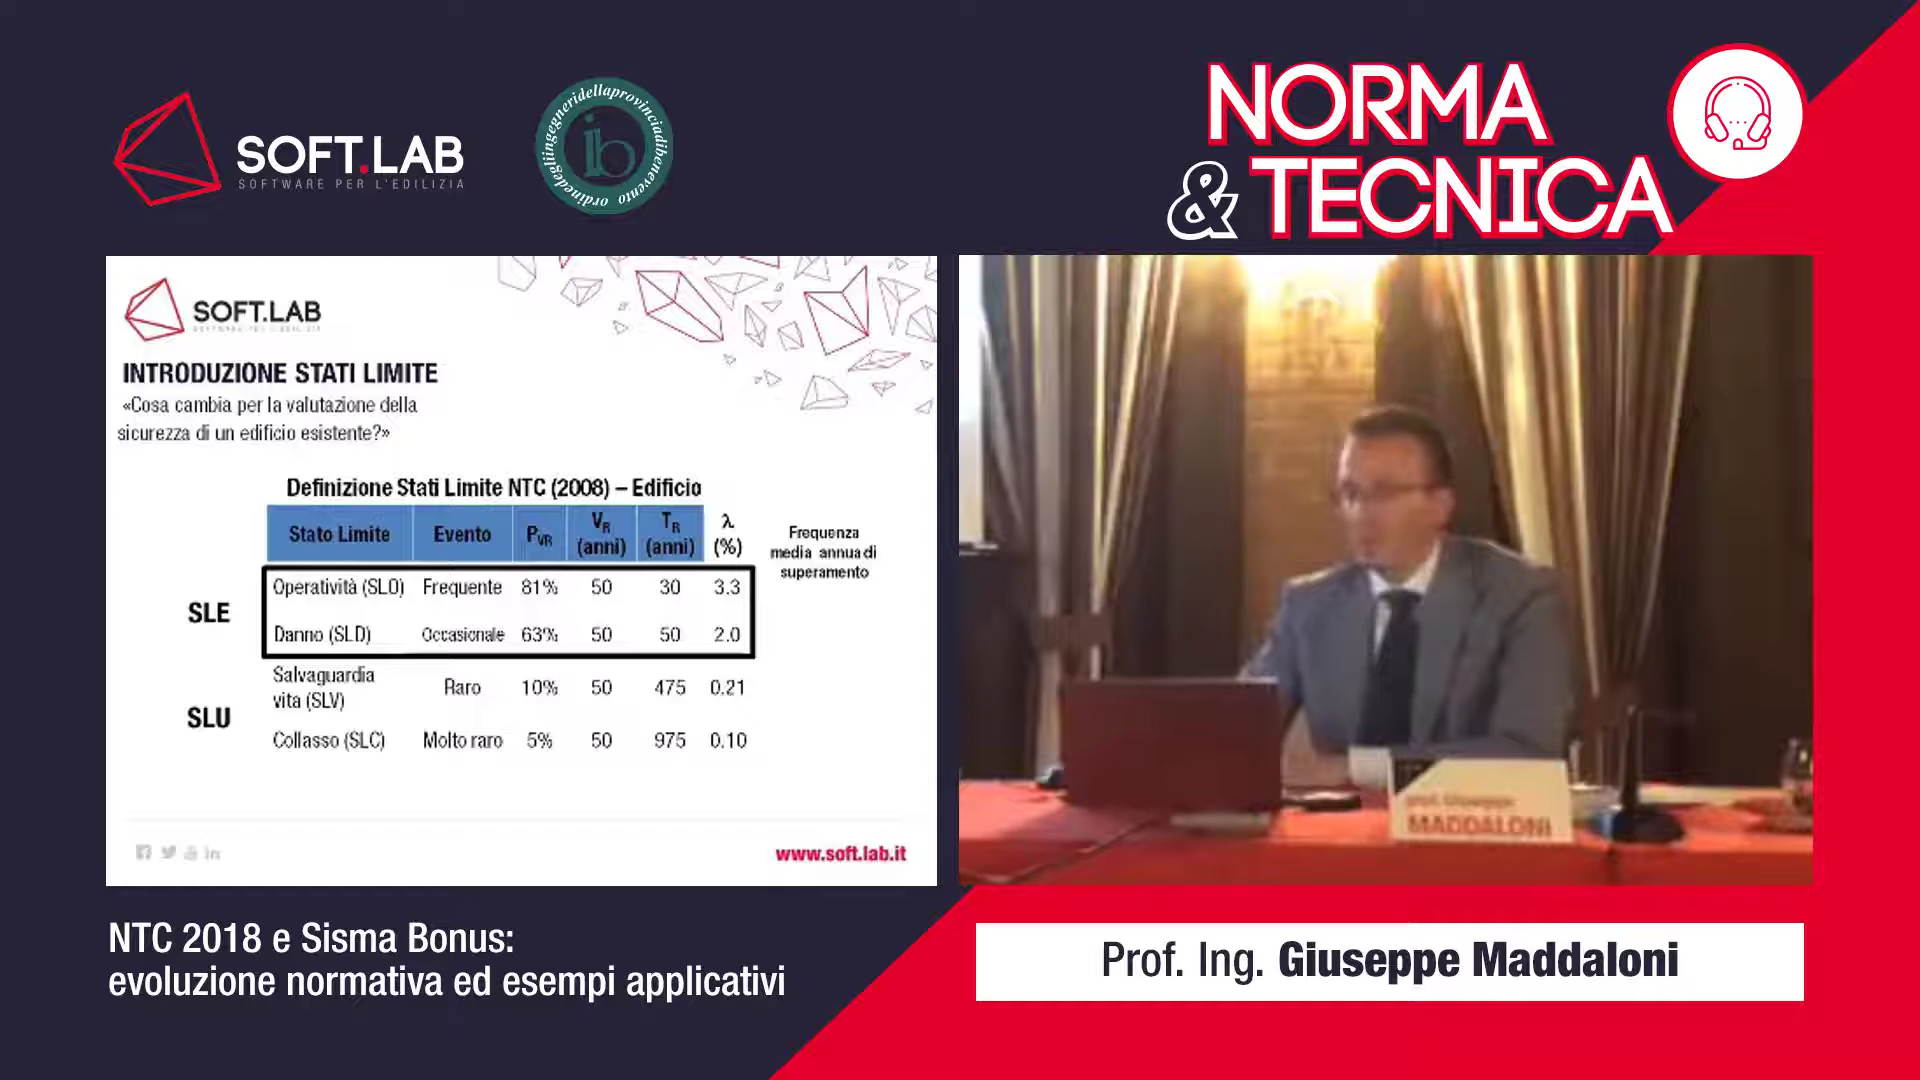 SOFT.LAB
SOFTWARE PER L'EDILIZIA
ordinedegliingegneridellaprovinciadibenevento
ib
NORMA
& TECNICA
SOFT.LAB
INTRODUZIONE STATI LIMITE
«Cosa cambia per la valutazione della
sicurezza di un edificio esistente?»
Definizione Stati Limite NTC (2008) – Edificio
Stato Limite Evento PVR VR (anni) TR (anni) λ (%)
Frequenza
media annua di
superamento
SLE
Operatività (SLO) Frequente 81% 50 30 3.3
Danno (SLD) Occasionale 63% 50 50 2.0
SLU
Salvaguardia
vita (SLV) Raro 10% 50 475 0.21
Collasso (SLC) Molto raro 5% 50 975 0.10
www.soft.lab.it
prof. Giuseppe
MADDALONI
NTC 2018 e Sisma Bonus:
evoluzione normativa ed esempi applicativi
Prof. Ing. Giuseppe Maddaloni